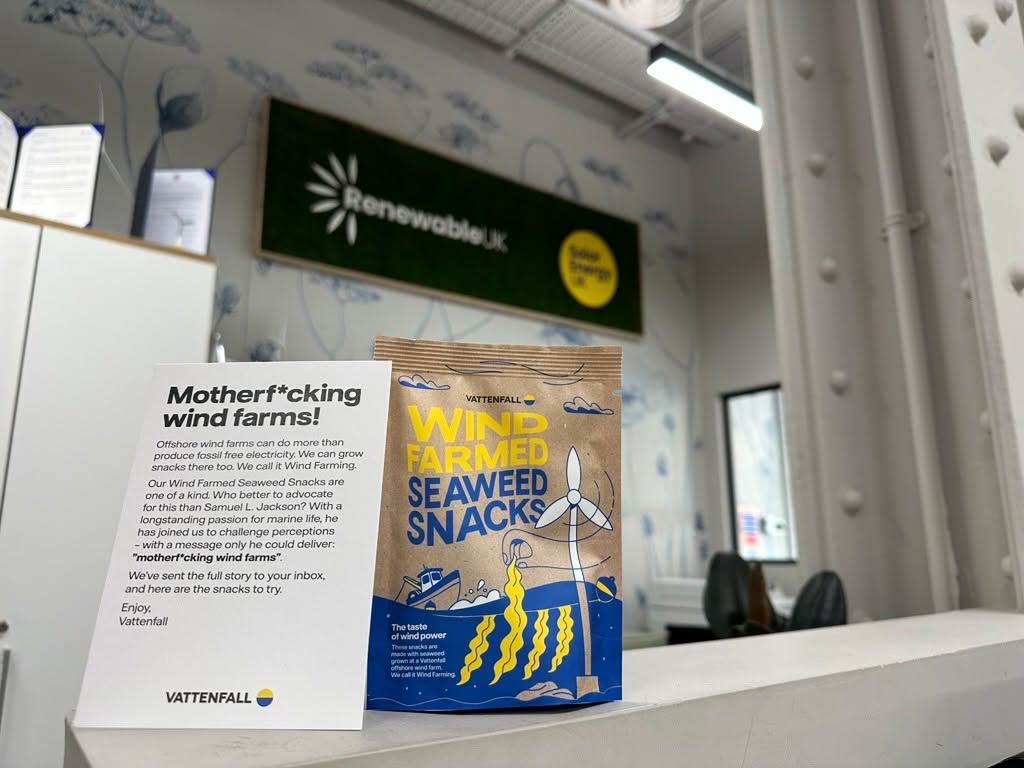 RenewableUK
Solar
Energy
UK
Motherf*cking
wind farms!
Offshore wind farms can do more than
produce fossil free electricity. We can grow
snacks there too. We call it Wind Farming.
Our Wind Farmed Seaweed Snacks are
one of a kind. Who better to advocate
for this than Samuel L. Jackson? With a
longstanding passion for marine life, he
has joined us to challenge perceptions
– with a message only he could deliver:
"motherf*cking wind farms".
We've sent the full story to your inbox,
and here are the snacks to try.
Enjoy,
Vattenfall
VATTENFALL
VATTENFALL
WIND
FARMED
SEAWEED
SNACKS
The taste
of wind power
These snacks are
made with seaweed
grown at a Vattenfall
offshore wind farm.
We call it Wind Farming.